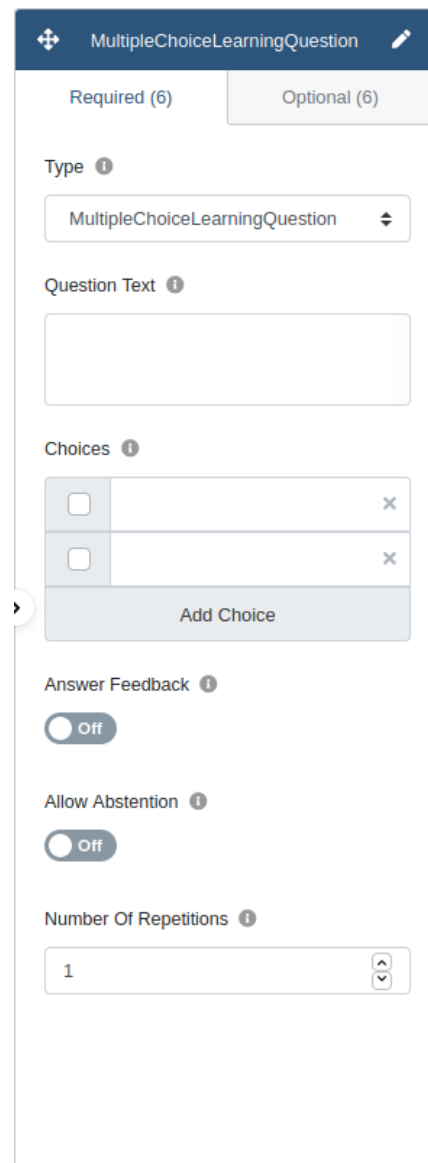 MultipleChoiceLearningQuestion
Required (6) Optional (6)
Type
MultipleChoiceLearningQuestion
Question Text
Choices
Add Choice
Answer Feedback
Off
Allow Abstention
Off
Number Of Repetitions
1